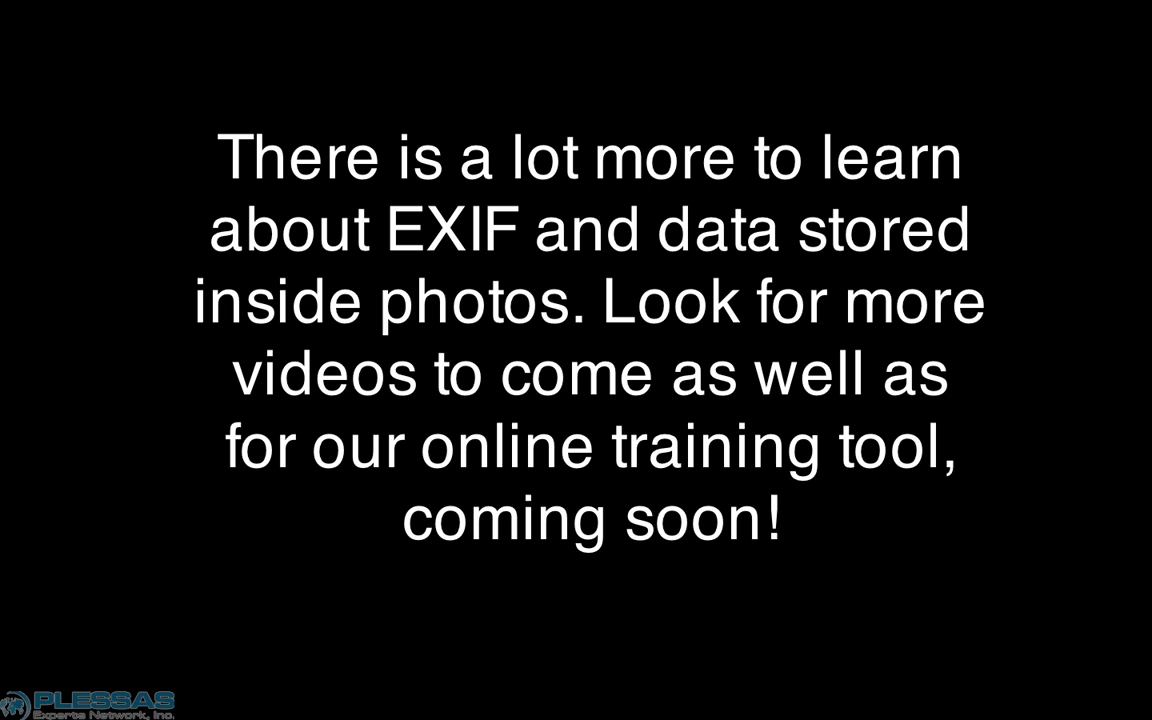 There is a lot more to learn
about EXIF and data stored
inside photos. Look for more
videos to come as well as
for our online training tool,
coming soon!
PLESSAS
Experts Network, Inc.